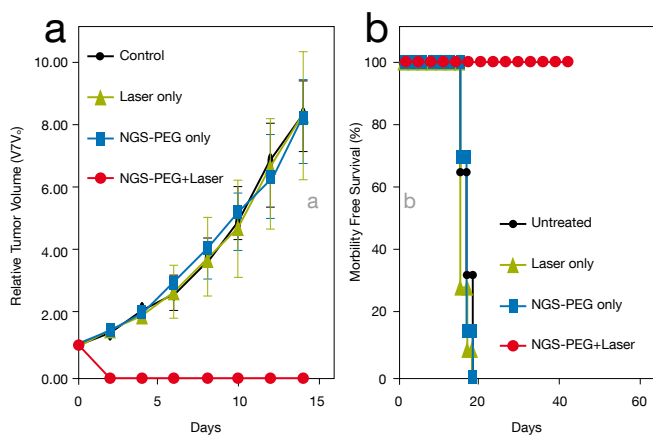 a
10.00
8.00
6.00
4.00
2.00
0.00
Relative Tumor Volume (V7Vₒ)
Control
Laser only
NGS-PEG only
NGS-PEG+Laser
a
0
5
10
15
Days
b
100
80
60
40
20
0
Morbility Free Survival (%)
b
Untreated
Laser only
NGS-PEG only
NGS-PEG+Laser
0
20
40
60
Days